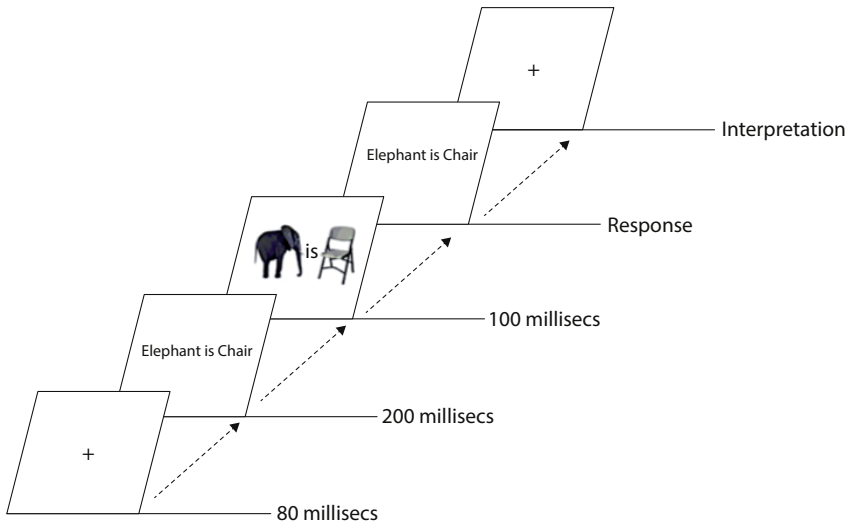 +
Interpretation
Elephant is Chair
Response
is
100 millisecs
Elephant is Chair
200 millisecs
+
80 millisecs